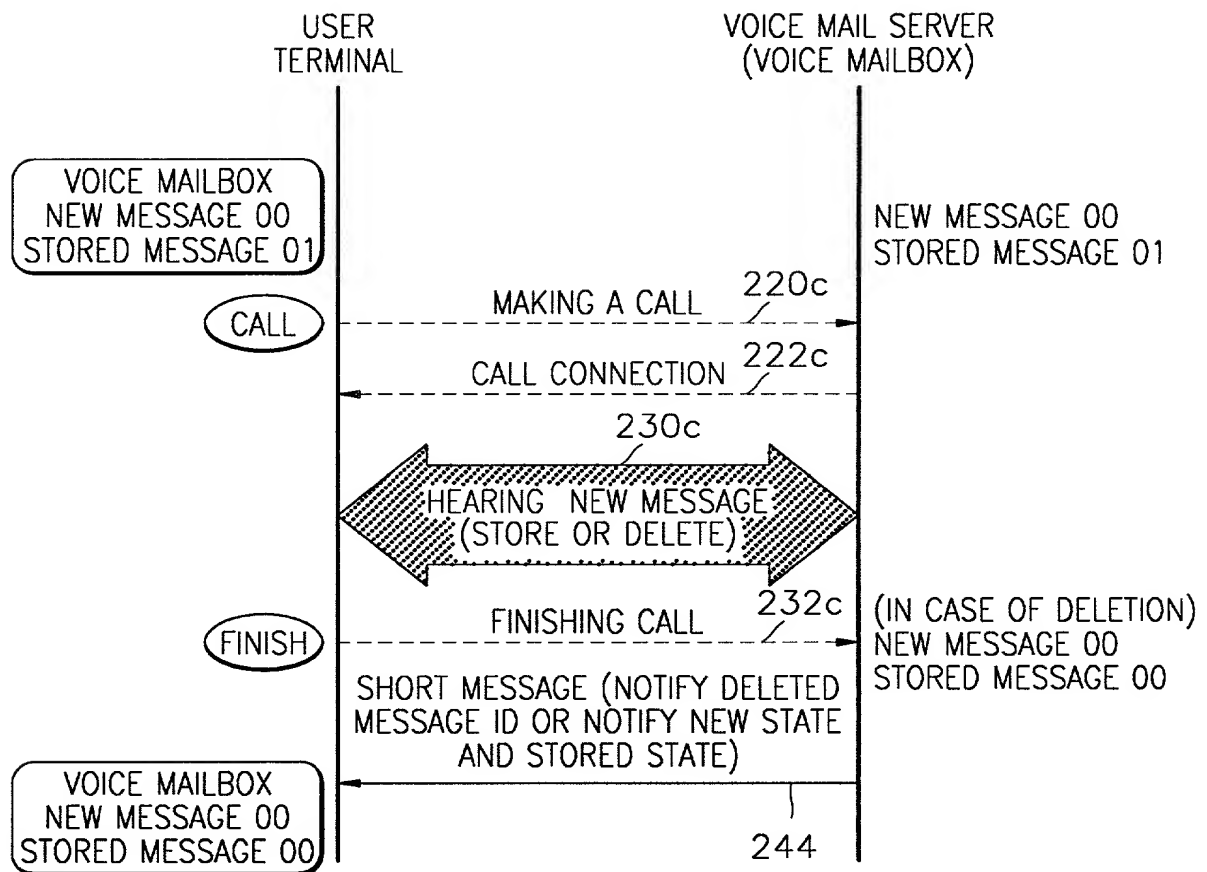 USER
TERMINAL
VOICE MAIL SERVER
(VOICE MAILBOX)
VOICE MAILBOX
NEW MESSAGE 00
STORED MESSAGE 01
NEW MESSAGE 00
STORED MESSAGE 01
CALL
MAKING A CALL
220c
CALL CONNECTION
222c
230c
HEARING NEW MESSAGE
(STORE OR DELETE)
FINISH
FINISHING CALL
232c
(IN CASE OF DELETION)
NEW MESSAGE 00
STORED MESSAGE 00
SHORT MESSAGE (NOTIFY DELETED
MESSAGE ID OR NOTIFY NEW STATE
AND STORED STATE)
VOICE MAILBOX
NEW MESSAGE 00
STORED MESSAGE 00
244